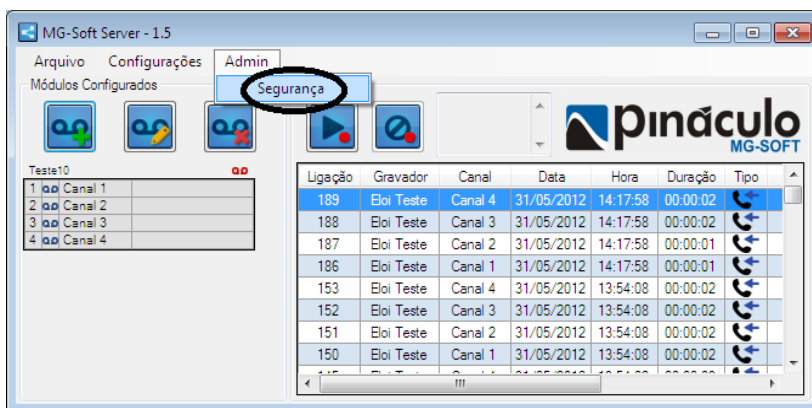 MG-Soft Server - 1.5
Arquivo Configurações Admin
Segurança
Módulos Configurados
Pináculo
MG-SOFT
Teste10
1 Canal 1
2 Canal 2
3 Canal 3
4 Canal 4
Ligação Gravador Canal Data Hora Duração Tipo
189 Eloi Teste Canal 4 31/05/2012 14:17:58 00:00:02
188 Eloi Teste Canal 3 31/05/2012 14:17:58 00:00:02
187 Eloi Teste Canal 2 31/05/2012 14:17:58 00:00:01
186 Eloi Teste Canal 1 31/05/2012 14:17:58 00:00:01
153 Eloi Teste Canal 4 31/05/2012 13:54:08 00:00:02
152 Eloi Teste Canal 3 31/05/2012 13:54:08 00:00:02
151 Eloi Teste Canal 2 31/05/2012 13:54:08 00:00:02
150 Eloi Teste Canal 1 31/05/2012 13:54:08 00:00:02